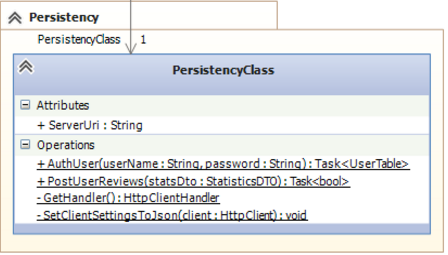 Persistency
PersistencyClass 1
PersistencyClass
Attributes
+ ServerUri : String
Operations
+ AuthUser(userName : String, password : String) : Task<UserTable>
+ PostUserReviews(statsDto : StatisticsDTO) : Task<bool>
- GetHandler() : HttpClientHandler
- SetClientSettingsToJson(client : HttpClient) : void